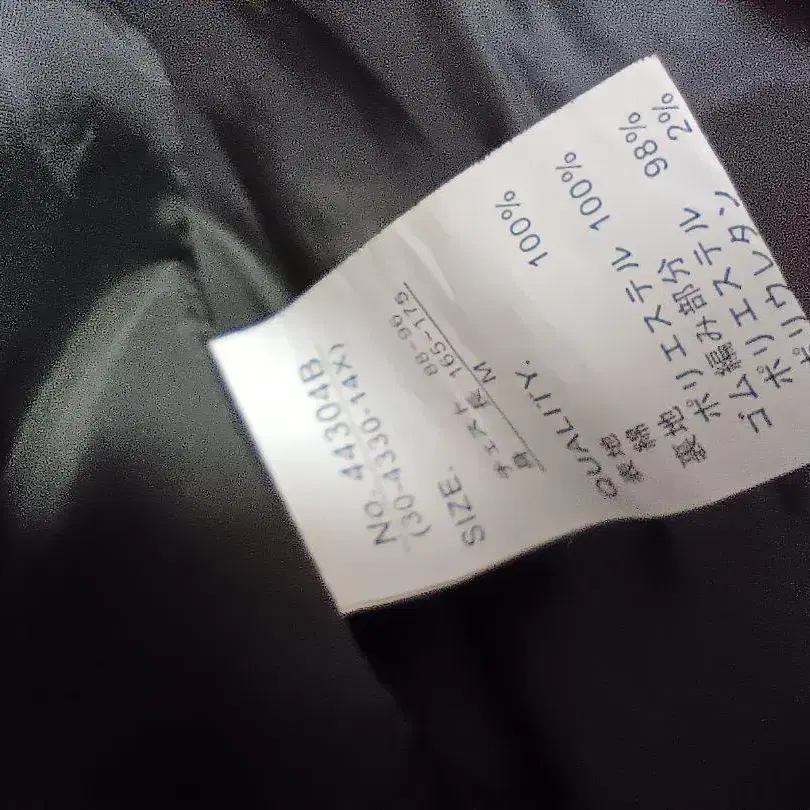 No. 44304B
(30-4330-14X)
SIZE.
チェスト 88-96
身長 165-175
M
QUALITY.
表地
綿 100%
裏地
ポリエステル 100%
ゴム編み部分
ポリエステル 98%
ポリウレタン 2%